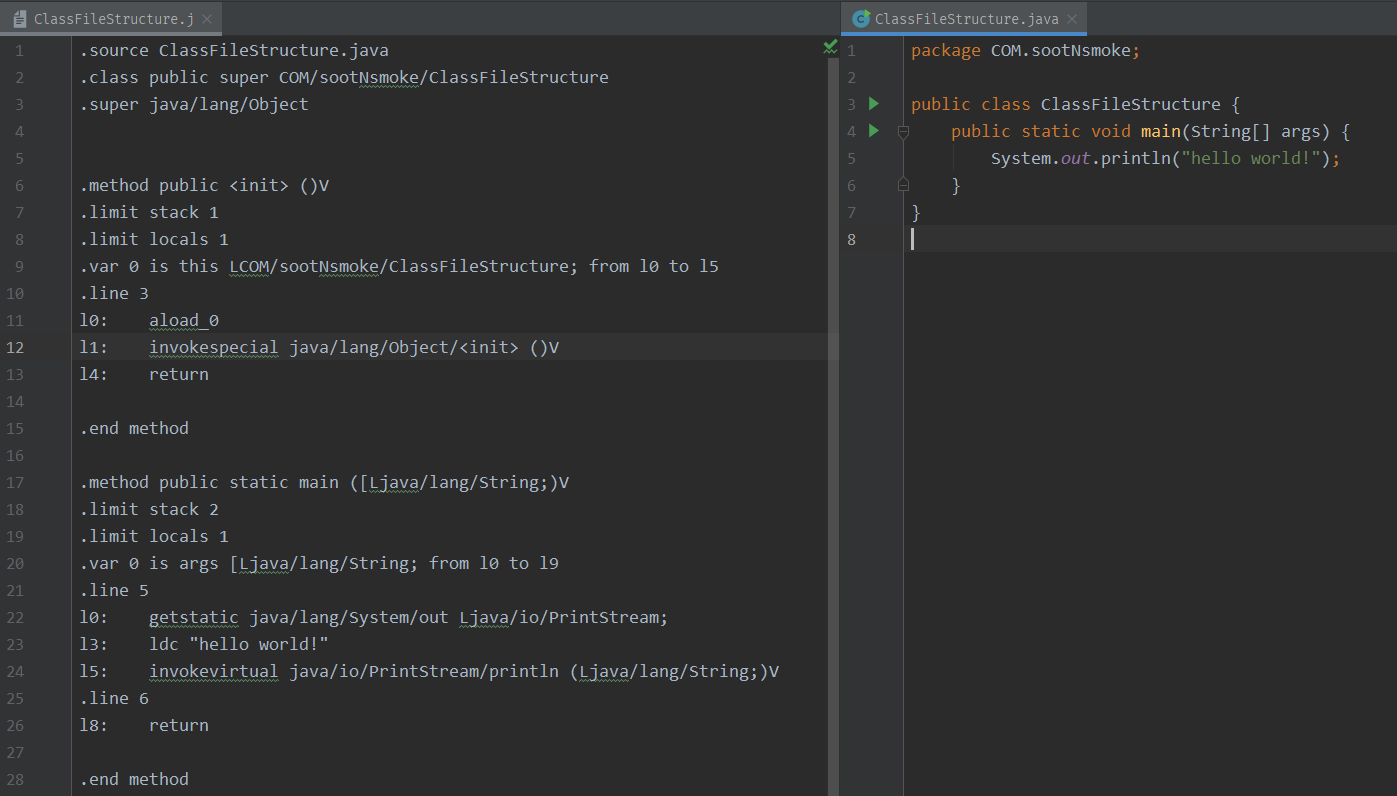 ClassFileStructure.j
1 .source ClassFileStructure.java
2 .class public super COM/sootNsmoke/ClassFileStructure
3 .super java/lang/Object
4
5
6 .method public <init> ()V
7 .limit stack 1
8 .limit locals 1
9 .var 0 is this LCOM/sootNsmoke/ClassFileStructure; from l0 to l5
10 .line 3
11 l0:    aload_0
12 l1:    invokespecial java/lang/Object/<init> ()V
13 l4:    return
14
15 .end method
16
17 .method public static main ([Ljava/lang/String;)V
18 .limit stack 2
19 .limit locals 1
20 .var 0 is args [Ljava/lang/String; from l0 to l9
21 .line 5
22 l0:    getstatic java/lang/System/out Ljava/io/PrintStream;
23 l3:    ldc "hello world!"
24 l5:    invokevirtual java/io/PrintStream/println (Ljava/lang/String;)V
25 .line 6
26 l8:    return
27
28 .end method
C ClassFileStructure.java
1 package COM.sootNsmoke;
2
3 public class ClassFileStructure {
4     public static void main(String[] args) {
5         System.out.println("hello world!");
6     }
7 }
8